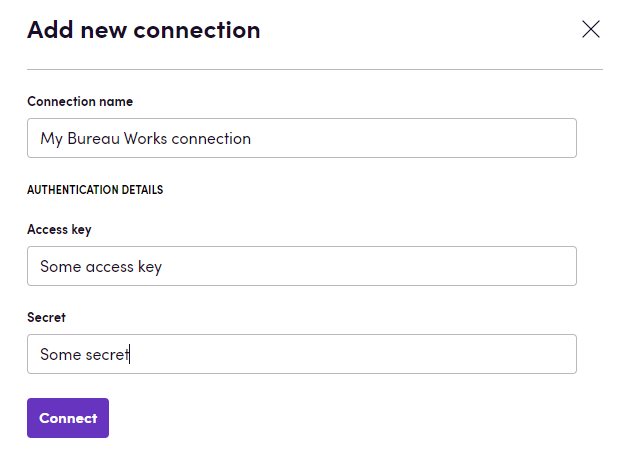 Add new connection
Connection name
My Bureau Works connection
AUTHENTICATION DETAILS
Access key
Some access key
Secret
Some secret
Connect